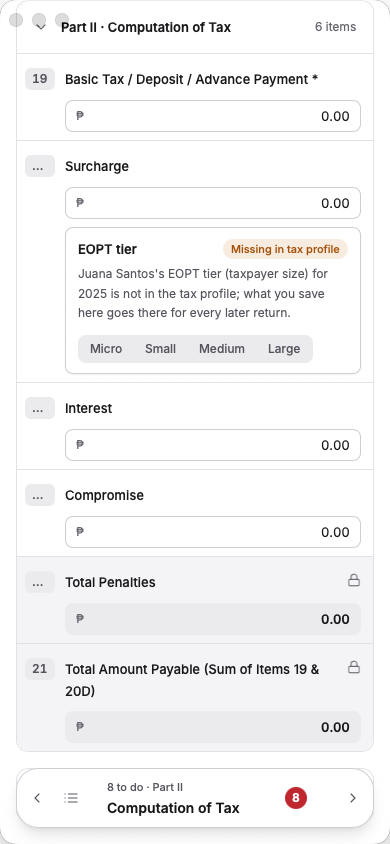 Part II · Computation of Tax
6 items
19
Basic Tax / Deposit / Advance Payment *
₱ 0.00
...
Surcharge
₱ 0.00
EOPT tier
Missing in tax profile
Juana Santos's EOPT tier (taxpayer size) for
2025 is not in the tax profile; what you save
here goes there for every later return.
Micro Small Medium Large
...
Interest
₱ 0.00
...
Compromise
₱ 0.00
...
Total Penalties
₱ 0.00
21
Total Amount Payable (Sum of Items 19 &
20D)
₱ 0.00
8 to do · Part II
Computation of Tax
8